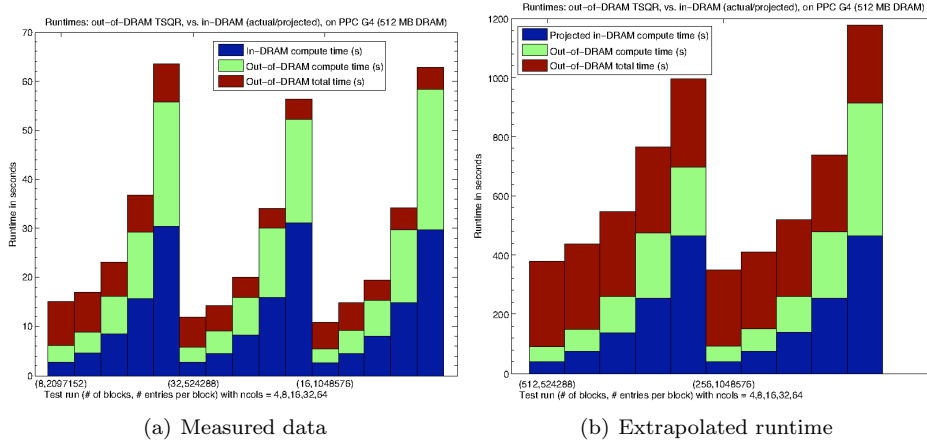 Runtimes: out-of-DRAM TSQR, vs. in-DRAM (actual/projected), on PPC G4 (512 MB DRAM)
70
60
50
40
30
20
10
0
Runtime in seconds
In-DRAM compute time (s)
Out-of-DRAM compute time (s)
Out-of-DRAM total time (s)
(8,2097152)
(32,524288)
(16,1048576)
Test run (# of blocks, # entries per block) with ncols = 4,8,16,32,64
(a) Measured data
Runtimes: out-of-DRAM TSQR, vs. in-DRAM (actual/projected), on PPC G4 (512 MB DRAM)
1200
1000
800
600
400
200
0
Runtime in seconds
Projected in-DRAM compute time (s)
Out-of-DRAM compute time (s)
Out-of-DRAM total time (s)
(512,524288)
(256,1048576)
Test run (# of blocks, # entries per block) with ncols = 4,8,16,32,64
(b) Extrapolated runtime